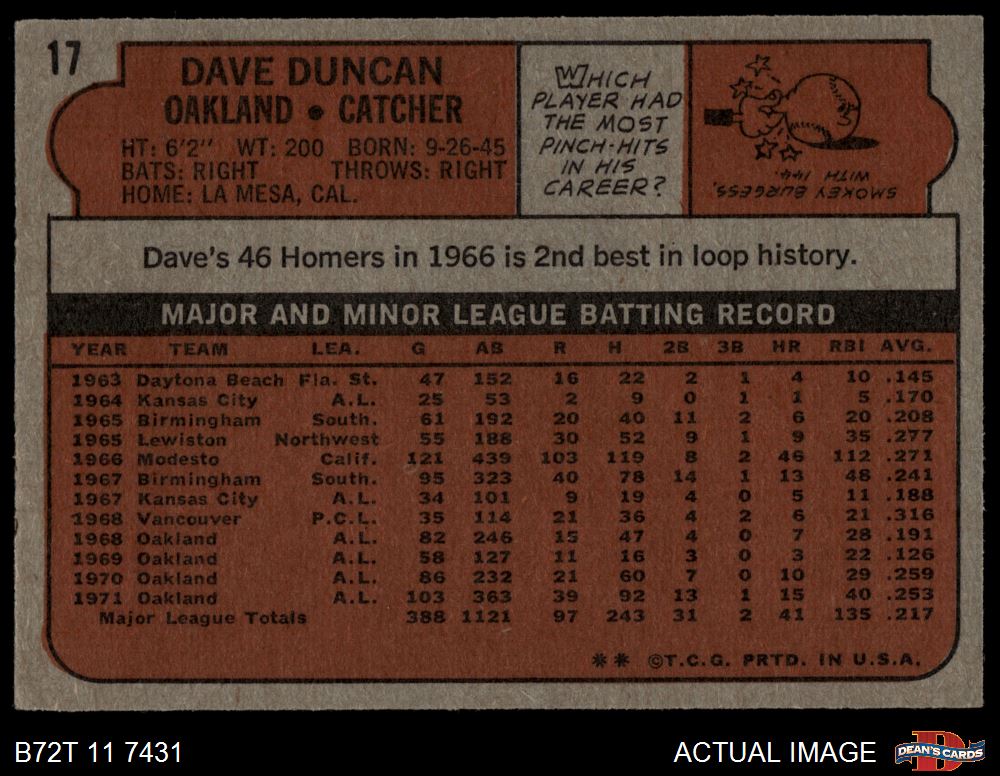 17
DAVE DUNCAN
OAKLAND • CATCHER
HT: 6'2" WT: 200 BORN: 9-26-45
BATS: RIGHT THROWS: RIGHT
HOME: LA MESA, CAL.
WHICH
PLAYER HAD
THE MOST
PINCH-HITS
IN HIS
CAREER?
SMOKEY BURGESS,
WITH 144.
Dave's 46 Homers in 1966 is 2nd best in loop history.
MAJOR AND MINOR LEAGUE BATTING RECORD
YEAR TEAM LEA. G AB R H 2B 3B HR RBI AVG.
1963 Daytona Beach Fla. St. 47 152 16 22 2 1 4 10 .145
1964 Kansas City A.L. 25 53 2 9 0 1 1 5 .170
1965 Birmingham South. 61 192 20 40 11 2 6 20 .208
1965 Lewiston Northwest 55 188 30 52 9 1 9 35 .277
1966 Modesto Calif. 121 439 103 119 8 2 46 112 .271
1967 Birmingham South. 95 323 40 78 14 1 13 48 .241
1967 Kansas City A.L. 34 101 9 19 4 0 5 11 .188
1968 Vancouver P.C.L. 35 114 21 36 4 2 6 21 .316
1968 Oakland A.L. 82 246 15 47 4 0 7 28 .191
1969 Oakland A.L. 58 127 11 16 3 0 3 22 .126
1970 Oakland A.L. 86 232 21 60 7 0 10 29 .259
1971 Oakland A.L. 103 363 39 92 13 1 15 40 .253
Major League Totals 388 1121 97 243 31 2 41 135 .217
** ©T.C.G. PRTD. IN U.S.A.
B72T 11 7431
ACTUAL IMAGE
D
DEAN'S CARDS